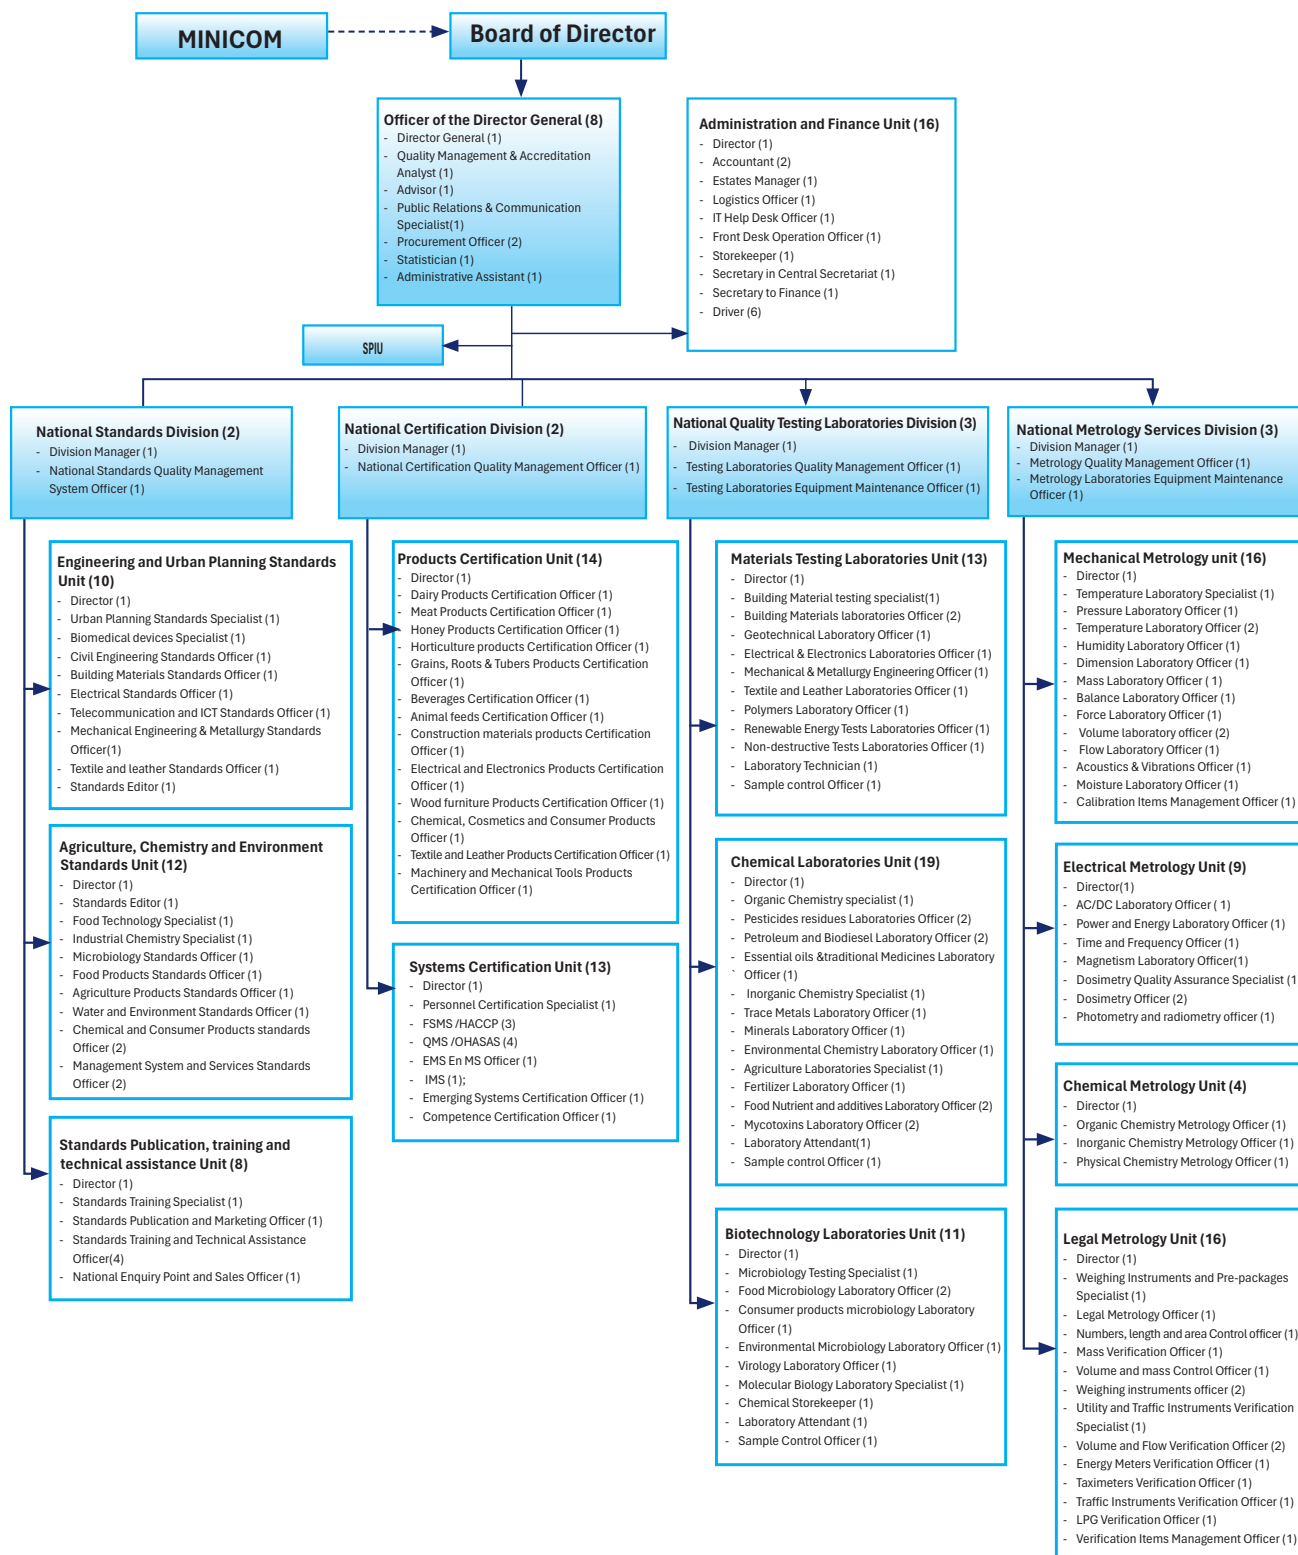 MINICOM
Board of Director
Officer of the Director General (8)
- Director General (1)
- Quality Management & Accreditation
Analyst (1)
- Advisor (1)
- Public Relations & Communication
Specialist(1)
- Procurement Officer (2)
- Statistician (1)
- Administrative Assistant (1)
Administration and Finance Unit (16)
- Director (1)
- Accountant (2)
- Estates Manager (1)
- Logistics Officer (1)
- IT Help Desk Officer (1)
- Front Desk Operation Officer (1)
- Storekeeper (1)
- Secretary in Central Secretariat (1)
- Secretary to Finance (1)
- Driver (6)
SPIU
National Standards Division (2)
- Division Manager (1)
- National Standards Quality Management
System Officer (1)
National Certification Division (2)
- Division Manager (1)
- National Certification Quality Management Officer (1)
National Quality Testing Laboratories Division (3)
- Division Manager (1)
- Testing Laboratories Quality Management Officer (1)
- Testing Laboratories Equipment Maintenance Officer (1)
National Metrology Services Division (3)
- Division Manager (1)
- Metrology Quality Management Officer (1)
- Metrology Laboratories Equipment Maintenance
Officer (1)
Engineering and Urban Planning Standards
Unit (10)
- Director (1)
- Urban Planning Standards Specialist (1)
- Biomedical devices Specialist (1)
- Civil Engineering Standards Officer (1)
- Building Materials Standards Officer (1)
- Electrical Standards Officer (1)
- Telecommunication and ICT Standards Officer (1)
- Mechanical Engineering & Metallurgy Standards
Officer(1)
- Textile and leather Standards Officer (1)
- Standards Editor (1)
Agriculture, Chemistry and Environment
Standards Unit (12)
- Director (1)
- Standards Editor (1)
- Food Technology Specialist (1)
- Industrial Chemistry Specialist (1)
- Microbiology Standards Officer (1)
- Food Products Standards Officer (1)
- Agriculture Products Standards Officer (1)
- Water and Environment Standards Officer (1)
- Chemical and Consumer Products standards
Officer (2)
- Management System and Services Standards
Officer (2)
Standards Publication, training and
technical assistance Unit (8)
- Director (1)
- Standards Training Specialist (1)
- Standards Publication and Marketing Officer (1)
- Standards Training and Technical Assistance
Officer(4)
- National Enquiry Point and Sales Officer (1)
Products Certification Unit (14)
- Director (1)
- Dairy Products Certification Officer (1)
- Meat Products Certification Officer (1)
- Honey Products Certification Officer (1)
- Horticulture products Certification Officer (1)
- Grains, Roots & Tubers Products Certification
Officer (1)
- Beverages Certification Officer (1)
- Animal feeds Certification Officer (1)
- Construction materials products Certification
Officer (1)
- Electrical and Electronics Products Certification
Officer (1)
- Wood furniture Products Certification Officer (1)
- Chemical, Cosmetics and Consumer Products
Officer (1)
- Textile and Leather Products Certification Officer (1)
- Machinery and Mechanical Tools Products
Certification Officer (1)
Systems Certification Unit (13)
- Director (1)
- Personnel Certification Specialist (1)
- FSMS /HACCP (3)
- QMS /OHASAS (4)
- EMS En MS Officer (1)
- IMS (1);
- Emerging Systems Certification Officer (1)
- Competence Certification Officer (1)
Materials Testing Laboratories Unit (13)
- Director (1)
- Building Material testing specialist(1)
- Building Materials laboratories Officer (2)
- Geotechnical Laboratory Officer (1)
- Electrical & Electronics Laboratories Officer (1)
- Mechanical & Metallurgy Engineering Officer (1)
- Textile and Leather Laboratories Officer (1)
- Polymers Laboratory Officer (1)
- Renewable Energy Tests Laboratories Officer (1)
- Non-destructive Tests Laboratories Officer (1)
- Laboratory Technician (1)
- Sample control Officer (1)
Chemical Laboratories Unit (19)
- Director (1)
- Organic Chemistry specialist (1)
- Pesticides residues Laboratories Officer (2)
- Petroleum and Biodiesel Laboratory Officer (2)
- Essential oils &traditional Medicines Laboratory
` Officer (1)
- Inorganic Chemistry Specialist (1)
- Trace Metals Laboratory Officer (1)
- Minerals Laboratory Officer (1)
- Environmental Chemistry Laboratory Officer (1)
- Agriculture Laboratories Specialist (1)
- Fertilizer Laboratory Officer (1)
- Food Nutrient and additives Laboratory Officer (2)
- Mycotoxins Laboratory Officer (2)
- Laboratory Attendant(1)
- Sample control Officer (1)
Biotechnology Laboratories Unit (11)
- Director (1)
- Microbiology Testing Specialist (1)
- Food Microbiology Laboratory Officer (2)
- Consumer products microbiology Laboratory
Officer (1)
- Environmental Microbiology Laboratory Officer (1)
- Virology Laboratory Officer (1)
- Molecular Biology Laboratory Specialist (1)
- Chemical Storekeeper (1)
- Laboratory Attendant (1)
- Sample Control Officer (1)
Mechanical Metrology unit (16)
- Director (1)
- Temperature Laboratory Specialist (1)
- Pressure Laboratory Officer (1)
- Temperature Laboratory Officer (2)
- Humidity Laboratory Officer (1)
- Dimension Laboratory Officer (1)
- Mass Laboratory Officer ( 1)
- Balance Laboratory Officer (1)
- Force Laboratory Officer (1)
- Volume laboratory officer (2)
- Flow Laboratory Officer (1)
- Acoustics & Vibrations Officer (1)
- Moisture Laboratory Officer (1)
- Calibration Items Management Officer (1)
Electrical Metrology Unit (9)
- Director(1)
- AC/DC Laboratory Officer ( 1)
- Power and Energy Laboratory Officer (1)
- Time and Frequency Officer (1)
- Magnetism Laboratory Officer(1)
- Dosimetry Quality Assurance Specialist (1
- Dosimetry Officer (2)
- Photometry and radiometry officer (1)
Chemical Metrology Unit (4)
- Director (1)
- Organic Chemistry Metrology Officer (1)
- Inorganic Chemistry Metrology Officer (1)
- Physical Chemistry Metrology Officer (1)
Legal Metrology Unit (16)
- Director (1)
- Weighing Instruments and Pre-packages
Specialist (1)
- Legal Metrology Officer (1)
- Numbers, length and area Control officer (1)
- Mass Verification Officer (1)
- Volume and mass Control Officer (1)
- Weighing instruments officer (2)
- Utility and Traffic Instruments Verification
Specialist (1)
- Volume and Flow Verification Officer (2)
- Energy Meters Verification Officer (1)
- Taximeters Verification Officer (1)
- Traffic Instruments Verification Officer (1)
- LPG Verification Officer (1)
- Verification Items Management Officer (1)